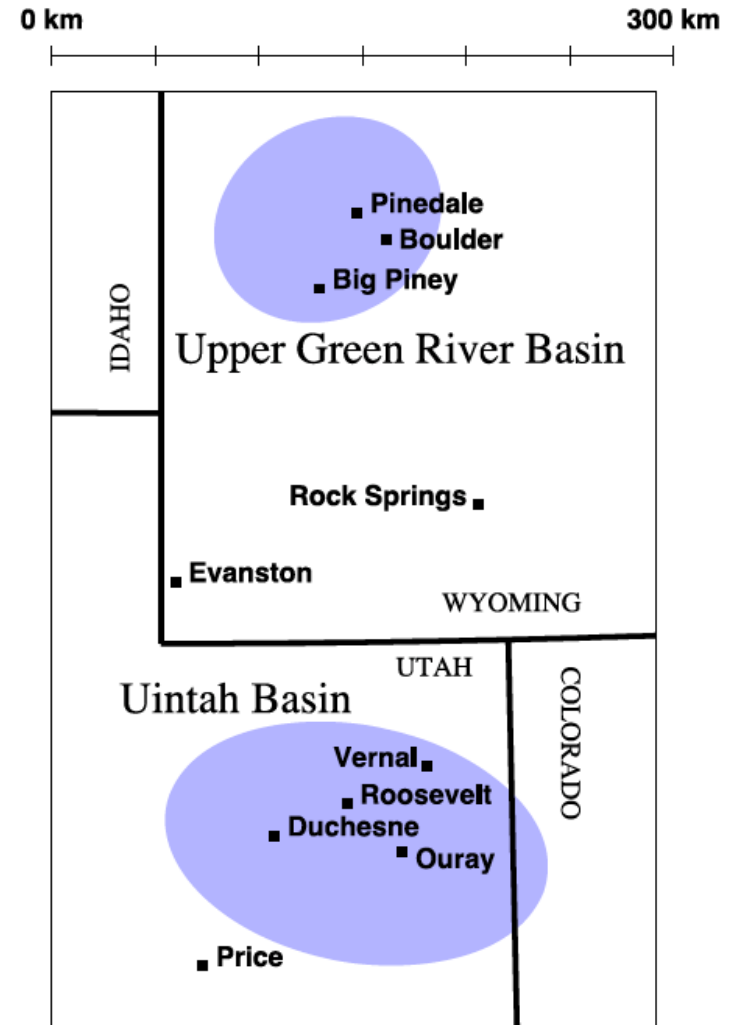 0 km 300 km
Pinedale
Boulder
Big Piney
IDAHO
Upper Green River Basin
Rock Springs
Evanston
WYOMING
UTAH
COLORADO
Uintah Basin
Vernal
Roosevelt
Duchesne
Ouray
Price